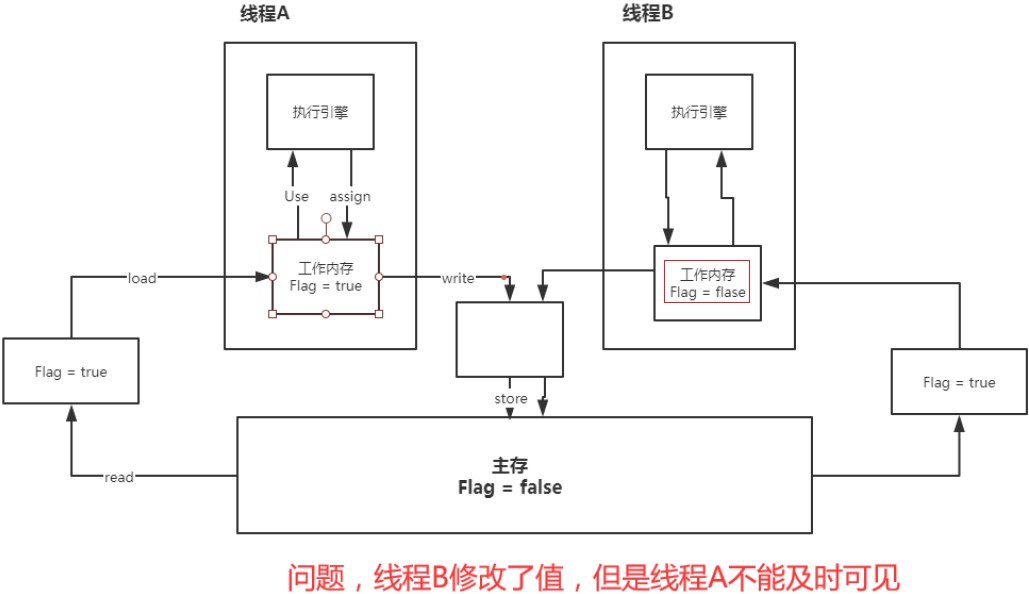 线程A
线程B
执行引擎
执行引擎
Use
assign
工作内存
Flag = true
工作内存
Flag = flase
load
write
Flag = true
Flag = true
store
read
主存
Flag = false
问题，线程B修改了值，但是线程A不能及时可见